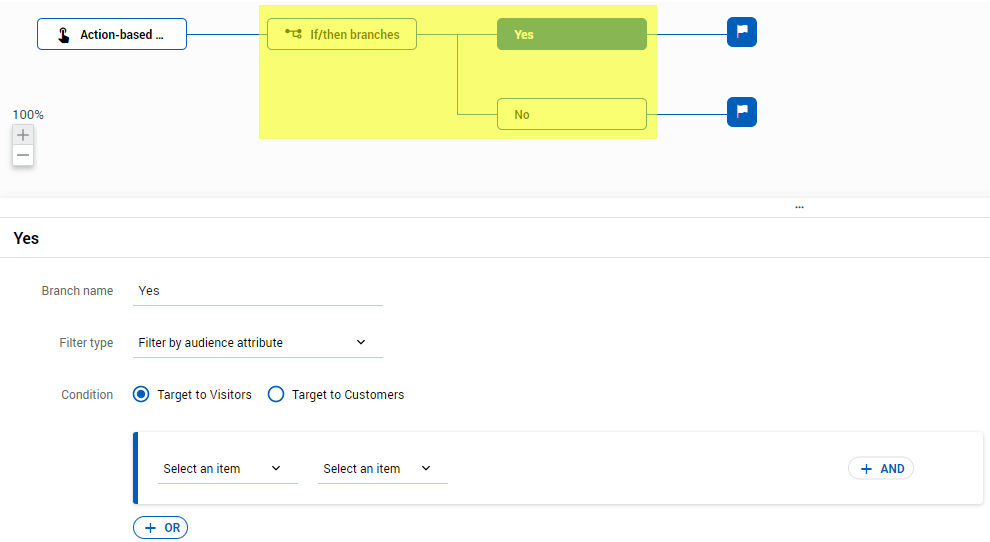 Action-based ...
If/then branches
Yes
No
100%
...
Yes
Branch name Yes
Filter type Filter by audience attribute
Condition Target to Visitors Target to Customers
Select an item Select an item + AND
+ OR